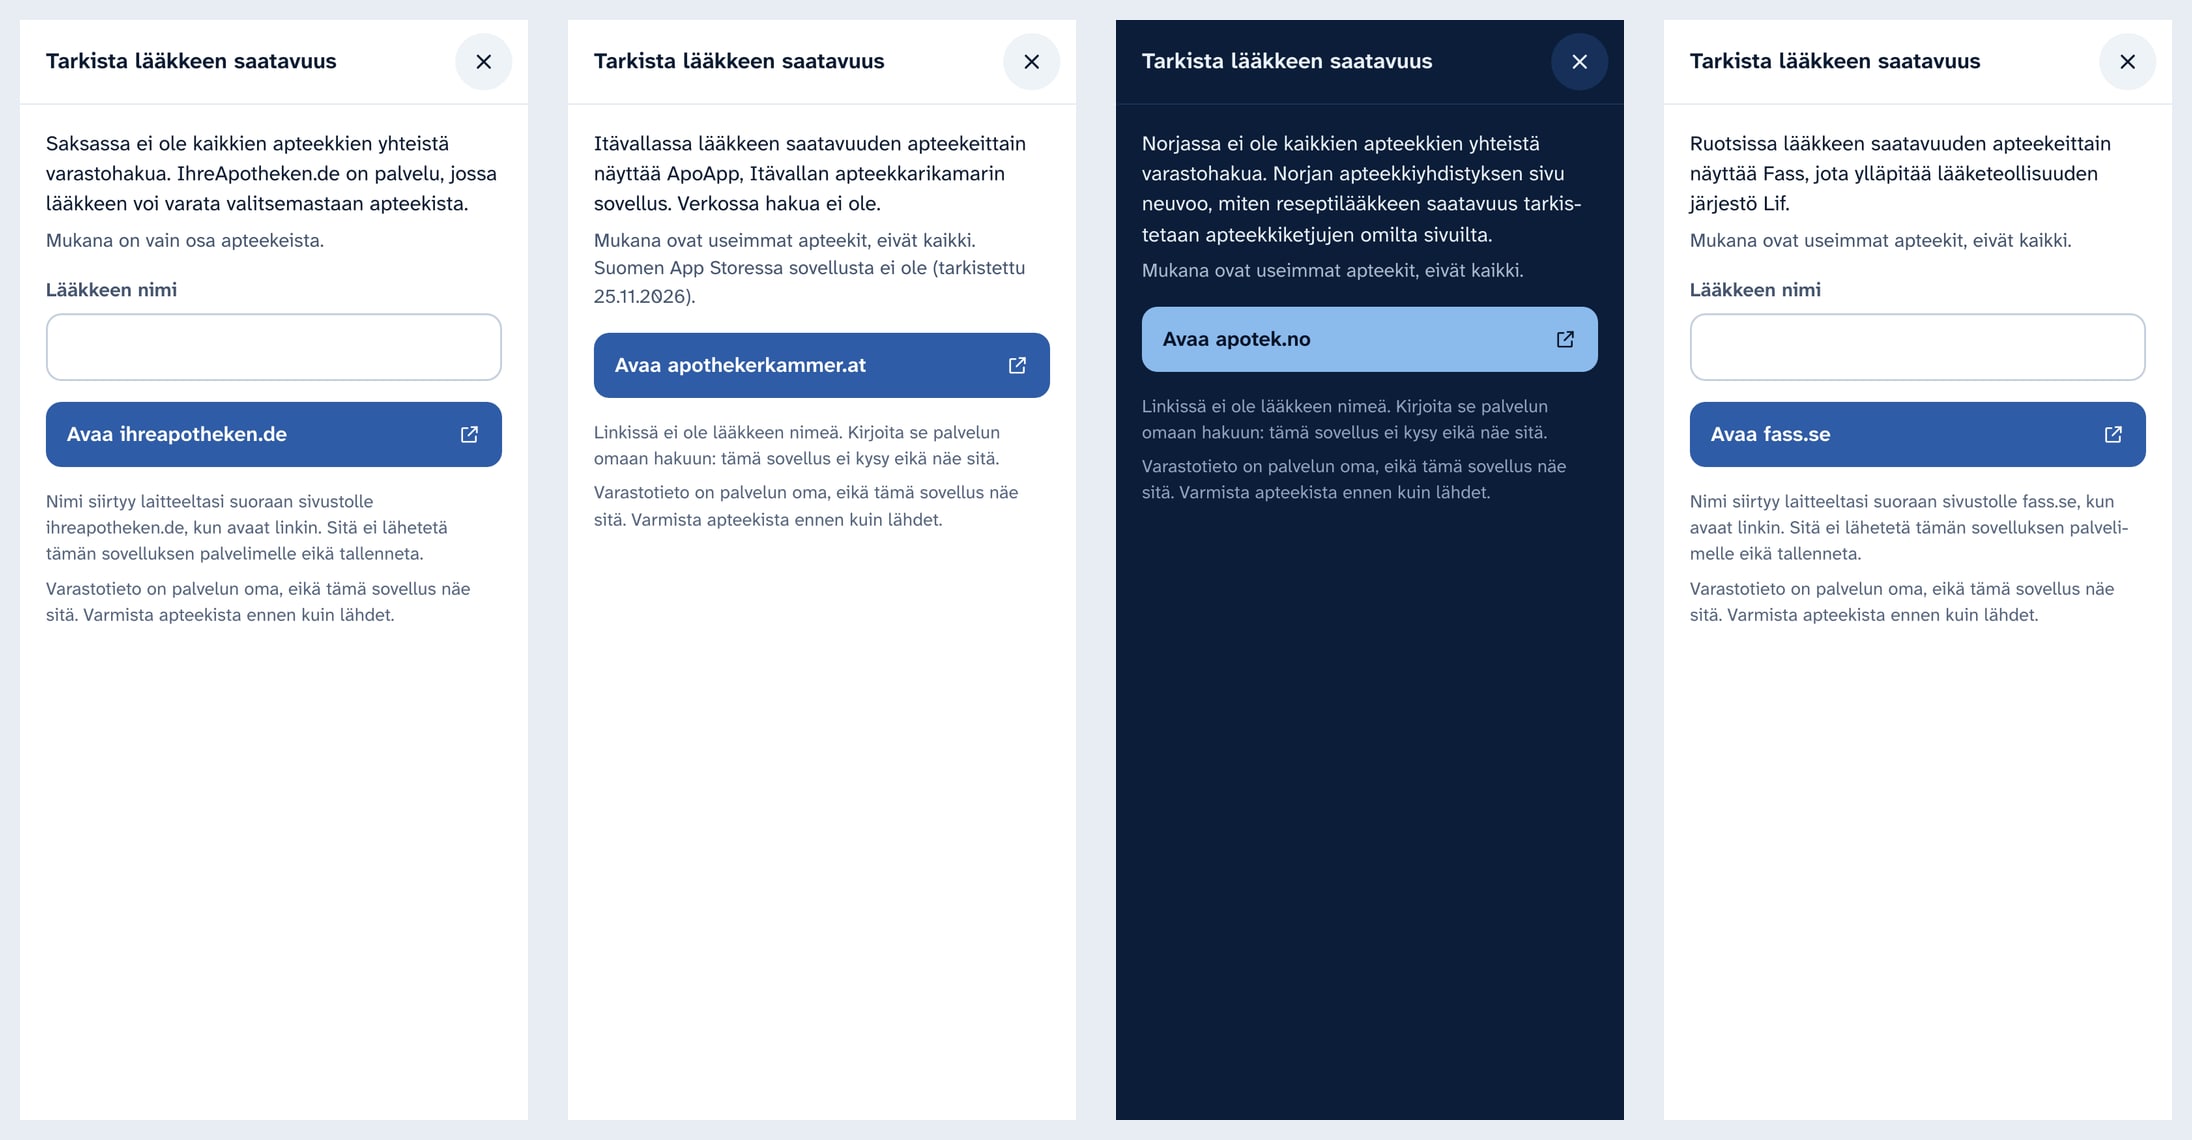 Tarkista lääkkeen saatavuus
Saksassa ei ole kaikkien apteekkien yhteistä
varastohakua. IhreApotheken.de on palvelu, jossa
lääkkeen voi varata valitsemastaan apteekista.
Mukana on vain osa apteekeista.
Lääkkeen nimi
Avaa ihreapotheken.de
Nimi siirtyy laitteeltasi suoraan sivustolle
ihreapotheken.de, kun avaat linkin. Sitä ei lähetetä
tämän sovelluksen palvelimelle eikä tallenneta.
Varastotieto on palvelun oma, eikä tämä sovellus näe
sitä. Varmista apteekista ennen kuin lähdet.
Tarkista lääkkeen saatavuus
Itävallassa lääkkeen saatavuuden apteekeittain
näyttää ApoApp, Itävallan apteekkarikamarin
sovellus. Verkossa hakua ei ole.
Mukana ovat useimmat apteekit, eivät kaikki.
Suomen App Storessa sovellusta ei ole (tarkistettu
25.11.2026).
Avaa apothekerkammer.at
Linkissä ei ole lääkkeen nimeä. Kirjoita se palvelun
omaan hakuun: tämä sovellus ei kysy eikä näe sitä.
Varastotieto on palvelun oma, eikä tämä sovellus näe
sitä. Varmista apteekista ennen kuin lähdet.
Tarkista lääkkeen saatavuus
Norjassa ei ole kaikkien apteekkien yhteistä
varastohakua. Norjan apteekkiyhdistyksen sivu
neuvoo, miten reseptilääkkeen saatavuus tarkis-
tetaan apteekkiketjujen omilta sivuilta.
Mukana ovat useimmat apteekit, eivät kaikki.
Avaa apotek.no
Linkissä ei ole lääkkeen nimeä. Kirjoita se palvelun
omaan hakuun: tämä sovellus ei kysy eikä näe sitä.
Varastotieto on palvelun oma, eikä tämä sovellus näe
sitä. Varmista apteekista ennen kuin lähdet.
Tarkista lääkkeen saatavuus
Ruotsissa lääkkeen saatavuuden apteekeittain
näyttää Fass, jota ylläpitää lääketeollisuuden
järjestö Lif.
Mukana ovat useimmat apteekit, eivät kaikki.
Lääkkeen nimi
Avaa fass.se
Nimi siirtyy laitteeltasi suoraan sivustolle fass.se, kun
avaat linkin. Sitä ei lähetetä tämän sovelluksen palveli-
melle eikä tallenneta.
Varastotieto on palvelun oma, eikä tämä sovellus näe
sitä. Varmista apteekista ennen kuin lähdet.